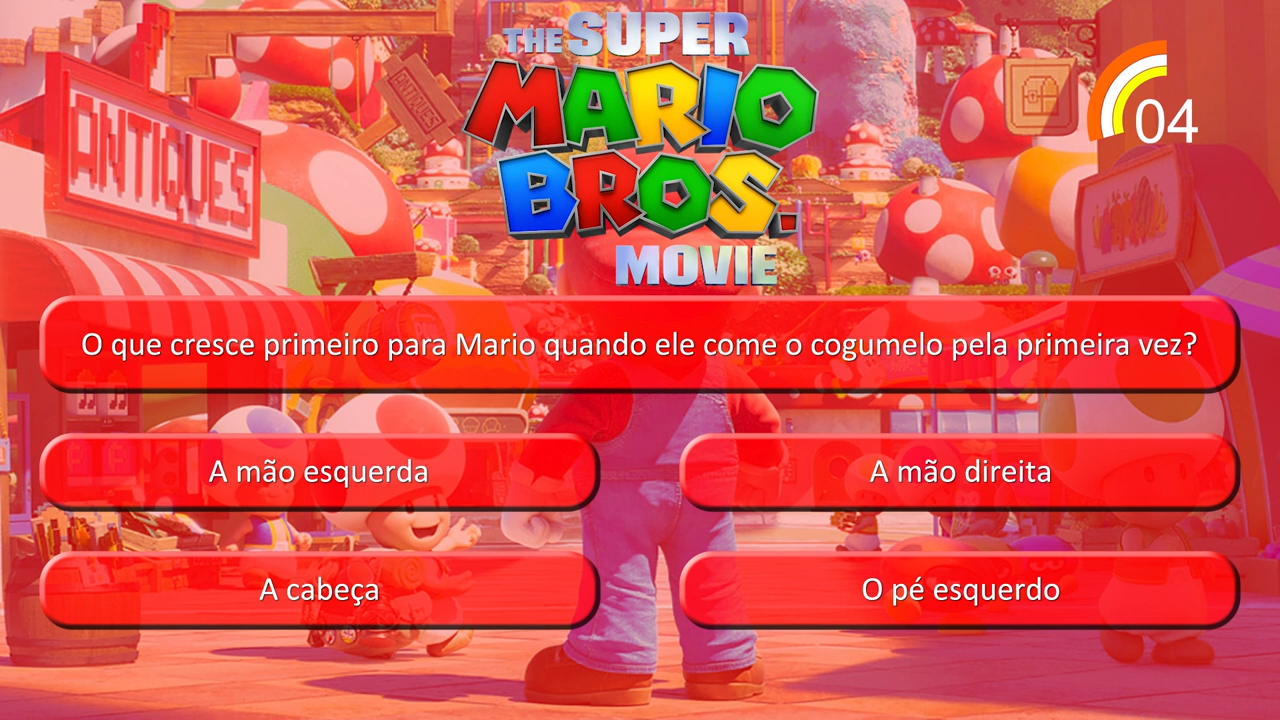 THE SUPER
MARIO
BROS.
MOVIE
ANTIQUES
ANTIQUES
04
O que cresce primeiro para Mario quando ele come o cogumelo pela primeira vez?
A mão esquerda
A mão direita
A cabeça
O pé esquerdo